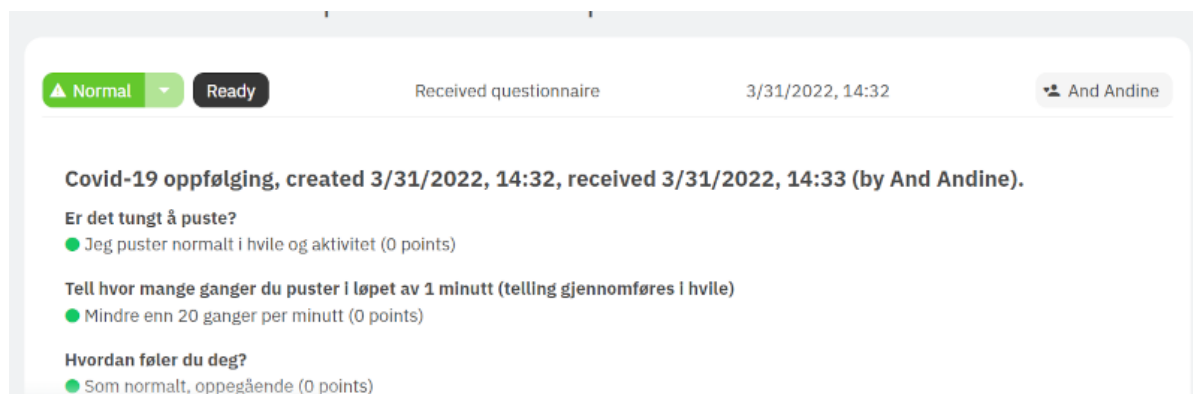 Normal Ready Received questionnaire 3/31/2022, 14:32 And Andine
Covid-19 oppfølging, created 3/31/2022, 14:32, received 3/31/2022, 14:33 (by And Andine).
Er det tungt å puste?
Jeg puster normalt i hvile og aktivitet (0 points)
Tell hvor mange ganger du puster i løpet av 1 minutt (telling gjennomføres i hvile)
Mindre enn 20 ganger per minutt (0 points)
Hvordan føler du deg?
Som normalt, oppegående (0 points)